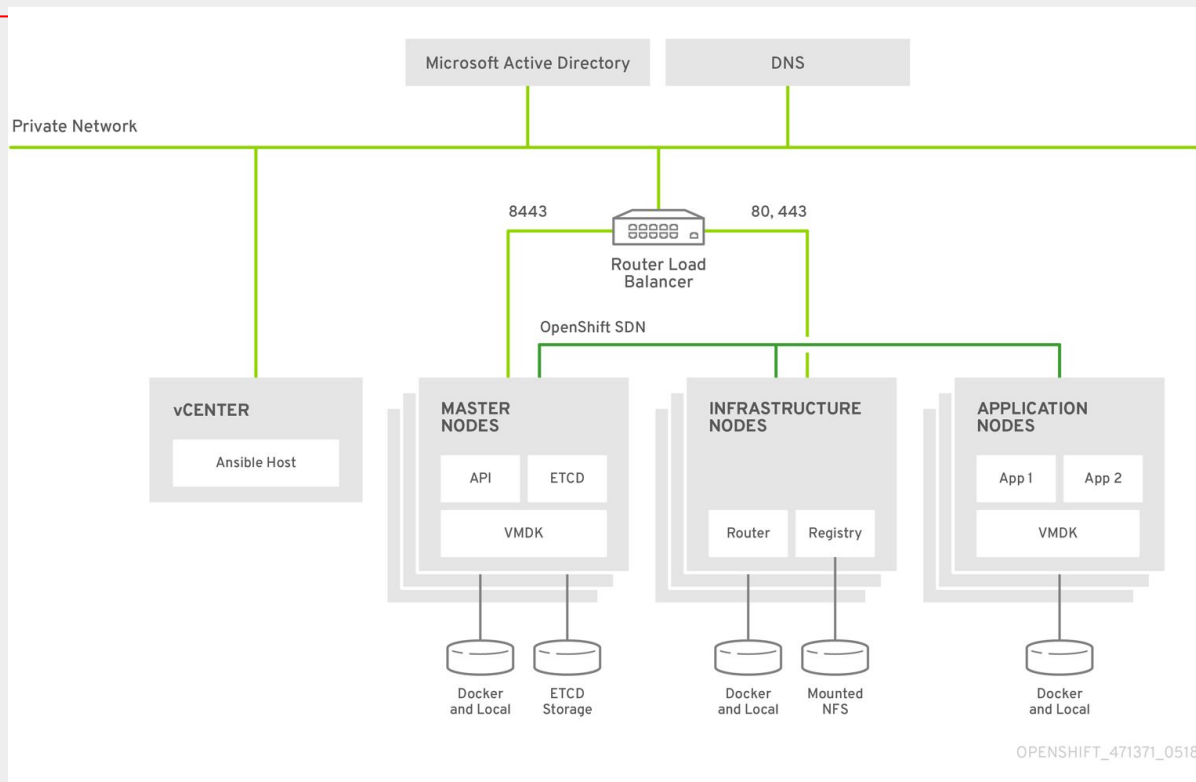 Microsoft Active Directory
DNS
Private Network
8443
80, 443
Router Load
Balancer
OpenShift SDN
vCENTER
Ansible Host
MASTER
NODES
API
ETCD
VMDK
INFRASTRUCTURE
NODES
Router
Registry
APPLICATION
NODES
App 1
App 2
VMDK
Docker
and Local
ETCD
Storage
Docker
and Local
Mounted
NFS
Docker
and Local
OPENSHIFT_471371_0518